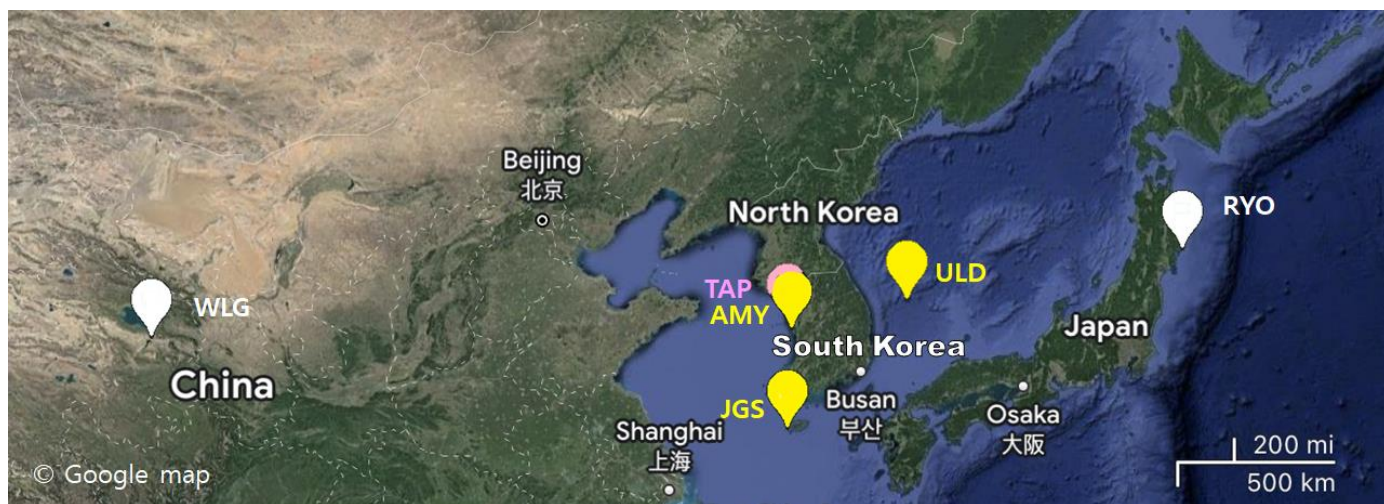 Beijing
北京
North Korea
RYO
TAP
ULD
AMY
WLG
Japan
South Korea
China
JGS
Busan
부산
Osaka
大阪
Shanghai
上海
200 mi
© Google map
500 km